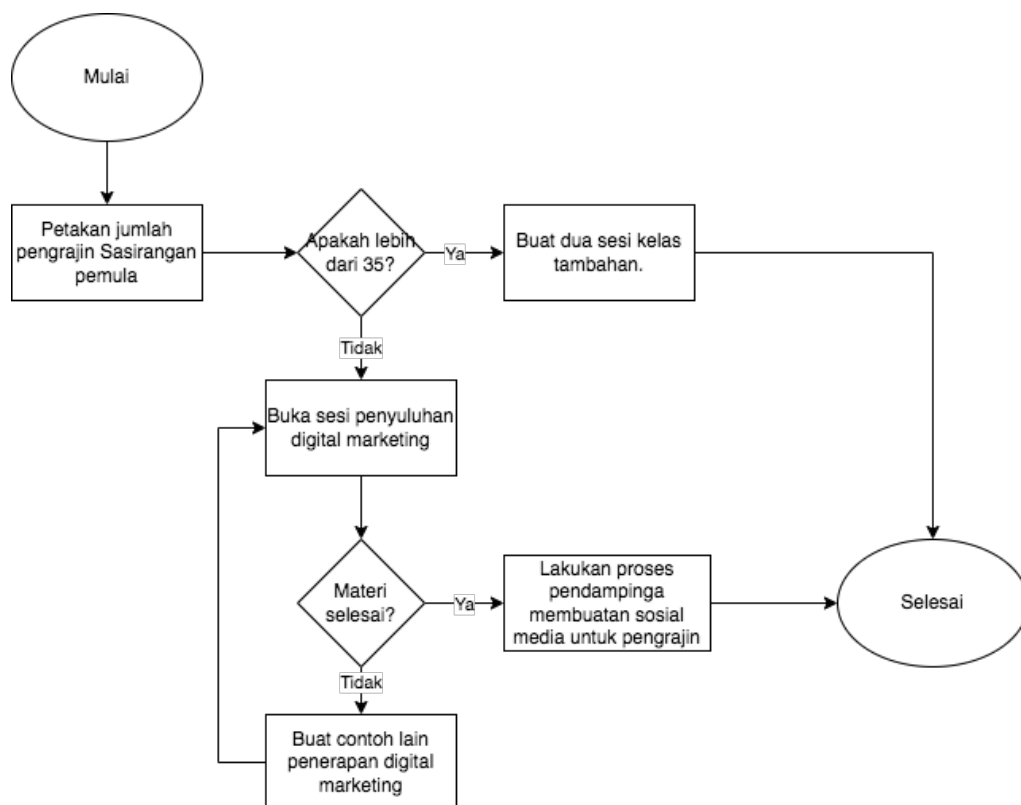 Mulai
Petakan jumlah
pengrajin Sasirangan
pemula
Apakah lebih
dari 35?
Ya
Buat dua sesi kelas
tambahan.
Tidak
Buka sesi penyuluhan
digital marketing
Materi
selesai?
Ya
Lakukan proses
pendampinga
membuatan sosial
media untuk pengrajin
Selesai
Tidak
Buat contoh lain
penerapan digital
marketing